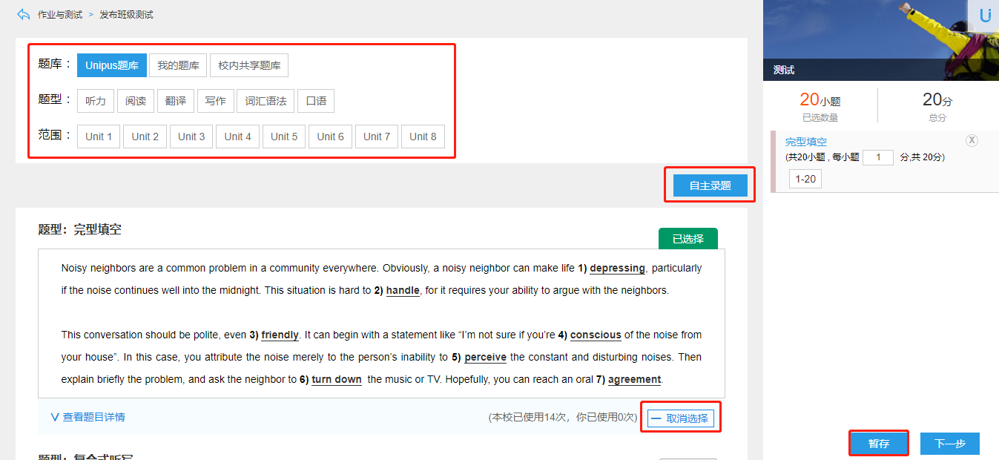 作业与测试 > 发布班级测试
题库： Unipus题库 我的题库 校内共享题库
题型： 听力 阅读 翻译 写作 词汇语法 口语
范围： Unit 1 Unit 2 Unit 3 Unit 4 Unit 5 Unit 6 Unit 7 Unit 8
自主录题
题型：完型填空
已选择
Noisy neighbors are a common problem in a community everywhere. Obviously, a noisy neighbor can make life 1) depressing, particularly
if the noise continues well into the midnight. This situation is hard to 2) handle, for it requires your ability to argue with the neighbors.
This conversation should be polite, even 3) friendly. It can begin with a statement like “I’m not sure if you’re 4) conscious of the noise from
your house”. In this case, you attribute the noise merely to the person’s inability to 5) perceive the constant and disturbing noises. Then
explain briefly the problem, and ask the neighbor to 6) turn down the music or TV. Hopefully, you can reach an oral 7) agreement.
查看题目详情 (本校已使用14次，你已使用0次) 取消选择
题型：复合式听写
U
测试
20小题 20分
已选数量 总分
完型填空 X
(共20小题 , 每小题 1 分,共 20分)
1-20
暂存 下一步